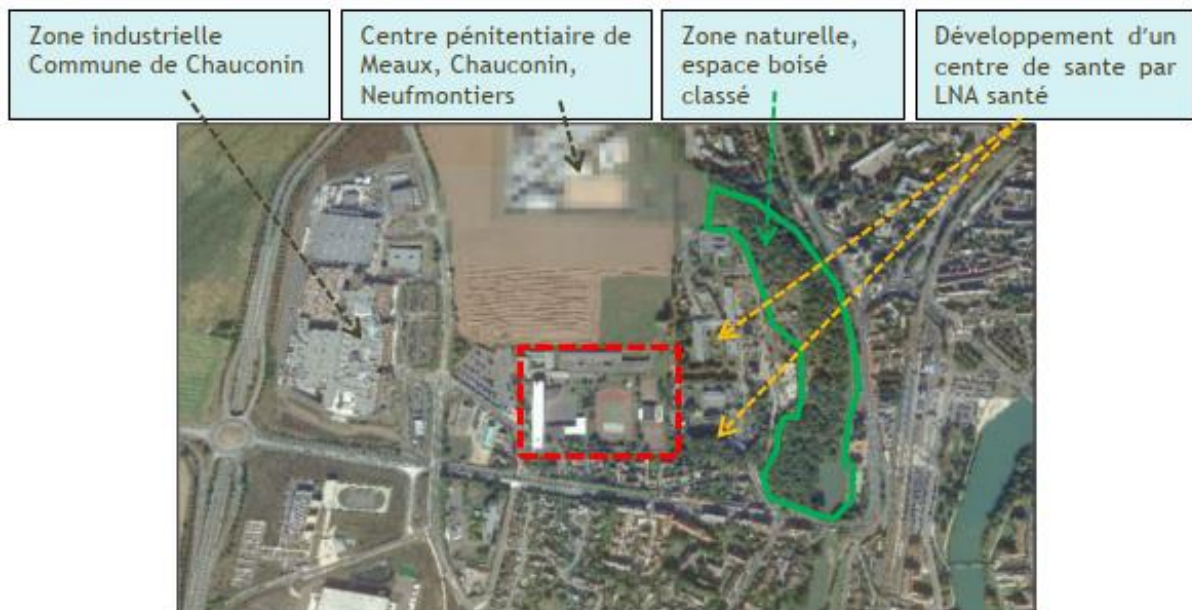 Zone industrielle
Commune de Chauconin
Centre pénitentiaire de
Meaux, Chauconin,
Neufmontiers
Zone naturelle,
espace boisé
classé
Développement d'un
centre de sante par
LNA santé